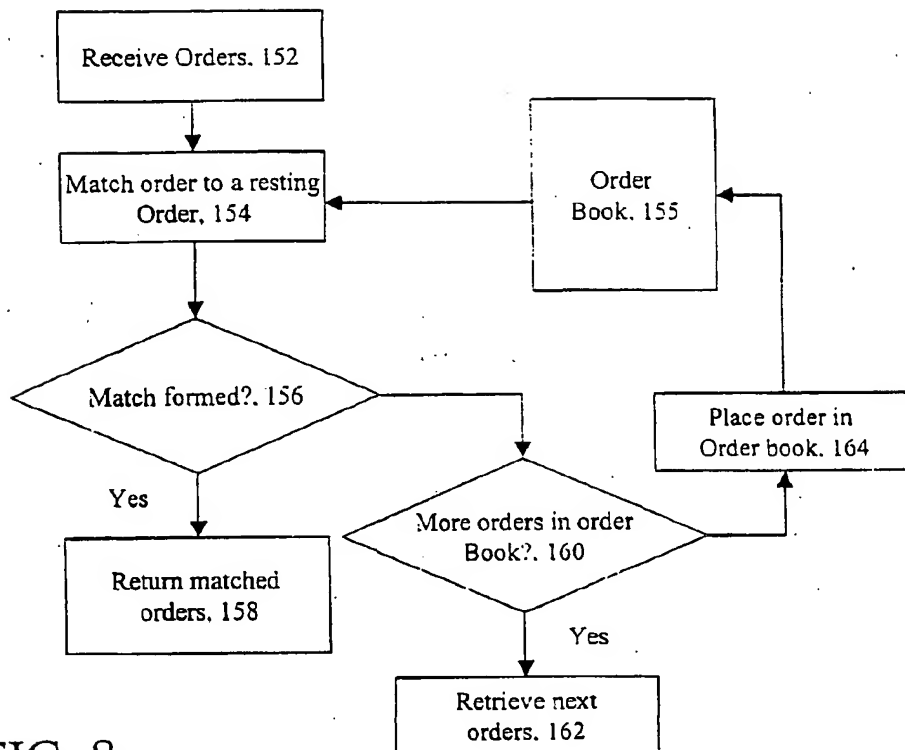 Receive Orders, 152
Match order to a resting
Order, 154
Order
Book. 155
Match formed?. 156
Place order in
Order book. 164
Yes
More orders in order
Book?. 160
Return matched
orders. 158
Yes
Retrieve next
orders. 162
FIG. 8